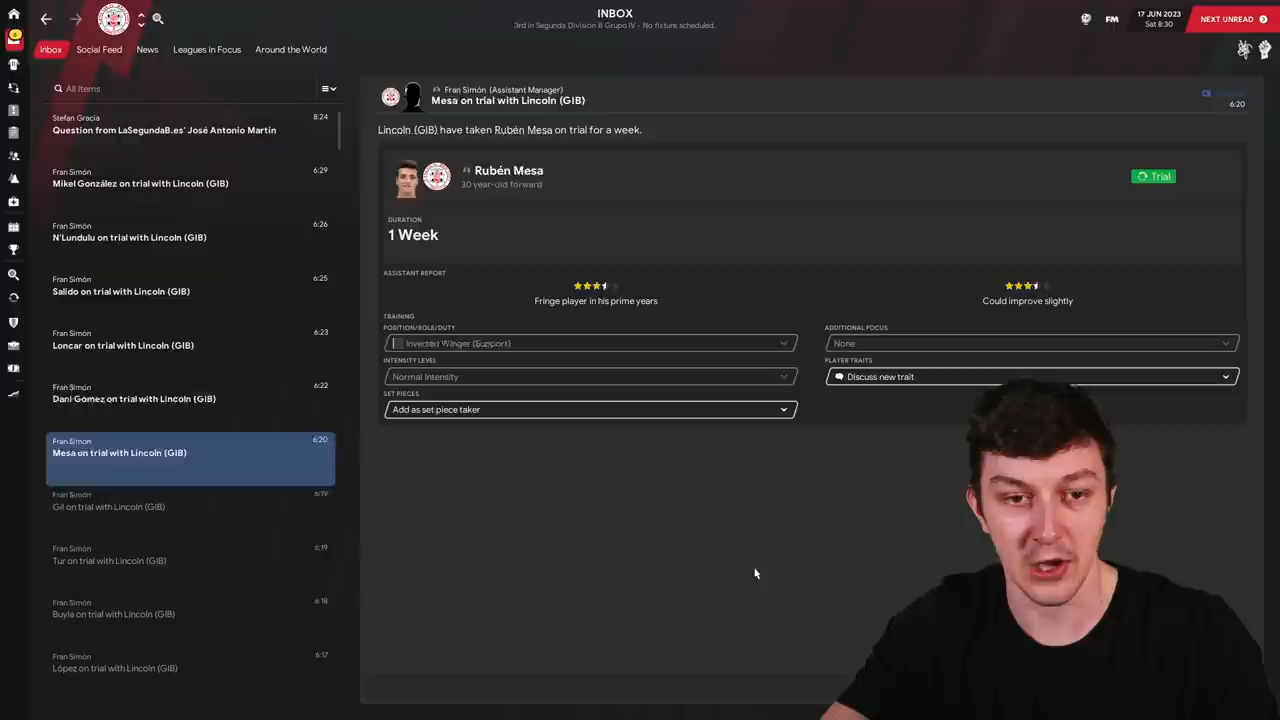 INBOX
3rd in Segunda Division B Grupo IV - No fixture scheduled.
FM
17 JUN 2023
Sat 8:30
NEXT UNREAD
6
Inbox
Social Feed
News
Leagues in Focus
Around the World
All Items
Stefan Gracia
8:24
Question from LaSegundaB.es' José Antonio Martín
Fran Simón
6:29
Mikel González on trial with Lincoln (GIB)
Fran Simón
6:26
N'Lundulu on trial with Lincoln (GIB)
Fran Simón
6:25
Salido on trial with Lincoln (GIB)
Fran Simón
6:23
Loncar on trial with Lincoln (GIB)
Fran Simón
6:22
Dani Gómez on trial with Lincoln (GIB)
Fran Simón
6:20
Mesa on trial with Lincoln (GIB)
Fran Simón
6:19
Gil on trial with Lincoln (GIB)
Fran Simón
6:19
Tur on trial with Lincoln (GIB)
Fran Simón
6:18
Buyla on trial with Lincoln (GIB)
Fran Simón
6:17
López on trial with Lincoln (GIB)
Fran Simón (Assistant Manager)
Mesa on trial with Lincoln (GIB)
6:20
Lincoln (GIB) have taken Rubén Mesa on trial for a week.
Rubén Mesa
30 year-old forward
Trial
DURATION
1 Week
ASSISTANT REPORT
Fringe player in his prime years
Could improve slightly
TRAINING
POSITION/ROLE/DUTY
Inverted Winger (Support)
ADDITIONAL FOCUS
None
INTENSITY LEVEL
Normal Intensity
PLAYER TRAITS
Discuss new trait
SET PIECES
Add as set piece taker